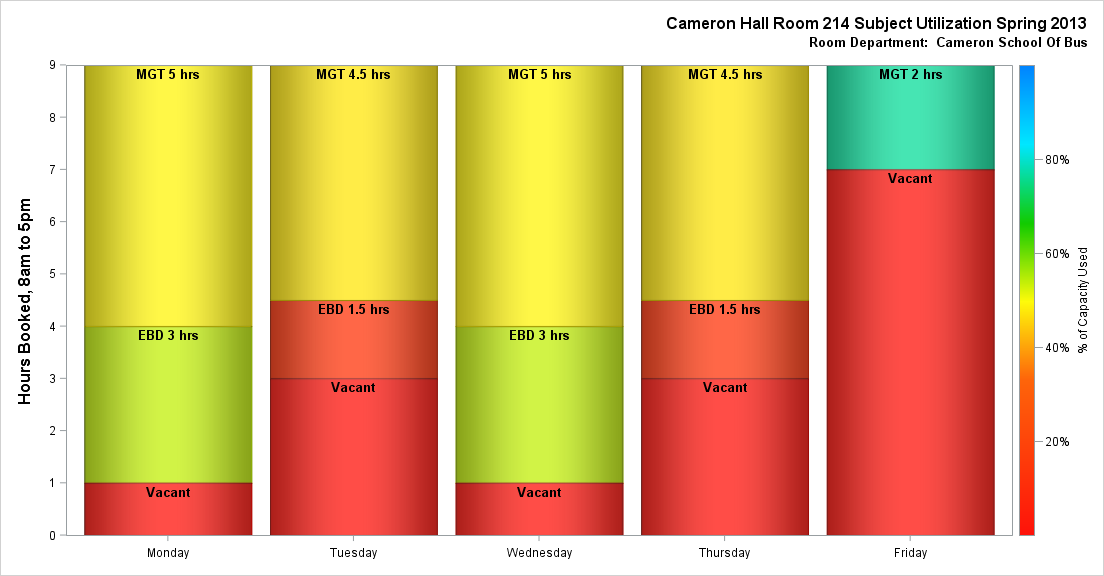 Cameron Hall Room 214 Subject Utilization Spring 2013
Room Department:  Cameron School Of Bus
Hours Booked, 8am to 5pm
9
8
7
6
5
4
3
2
1
0
MGT 5 hrs
EBD 3 hrs
Vacant
MGT 4.5 hrs
EBD 1.5 hrs
Vacant
MGT 5 hrs
EBD 3 hrs
Vacant
MGT 4.5 hrs
EBD 1.5 hrs
Vacant
MGT 2 hrs
Vacant
Monday
Tuesday
Wednesday
Thursday
Friday
80%
60%
40%
20%
% of Capacity Used